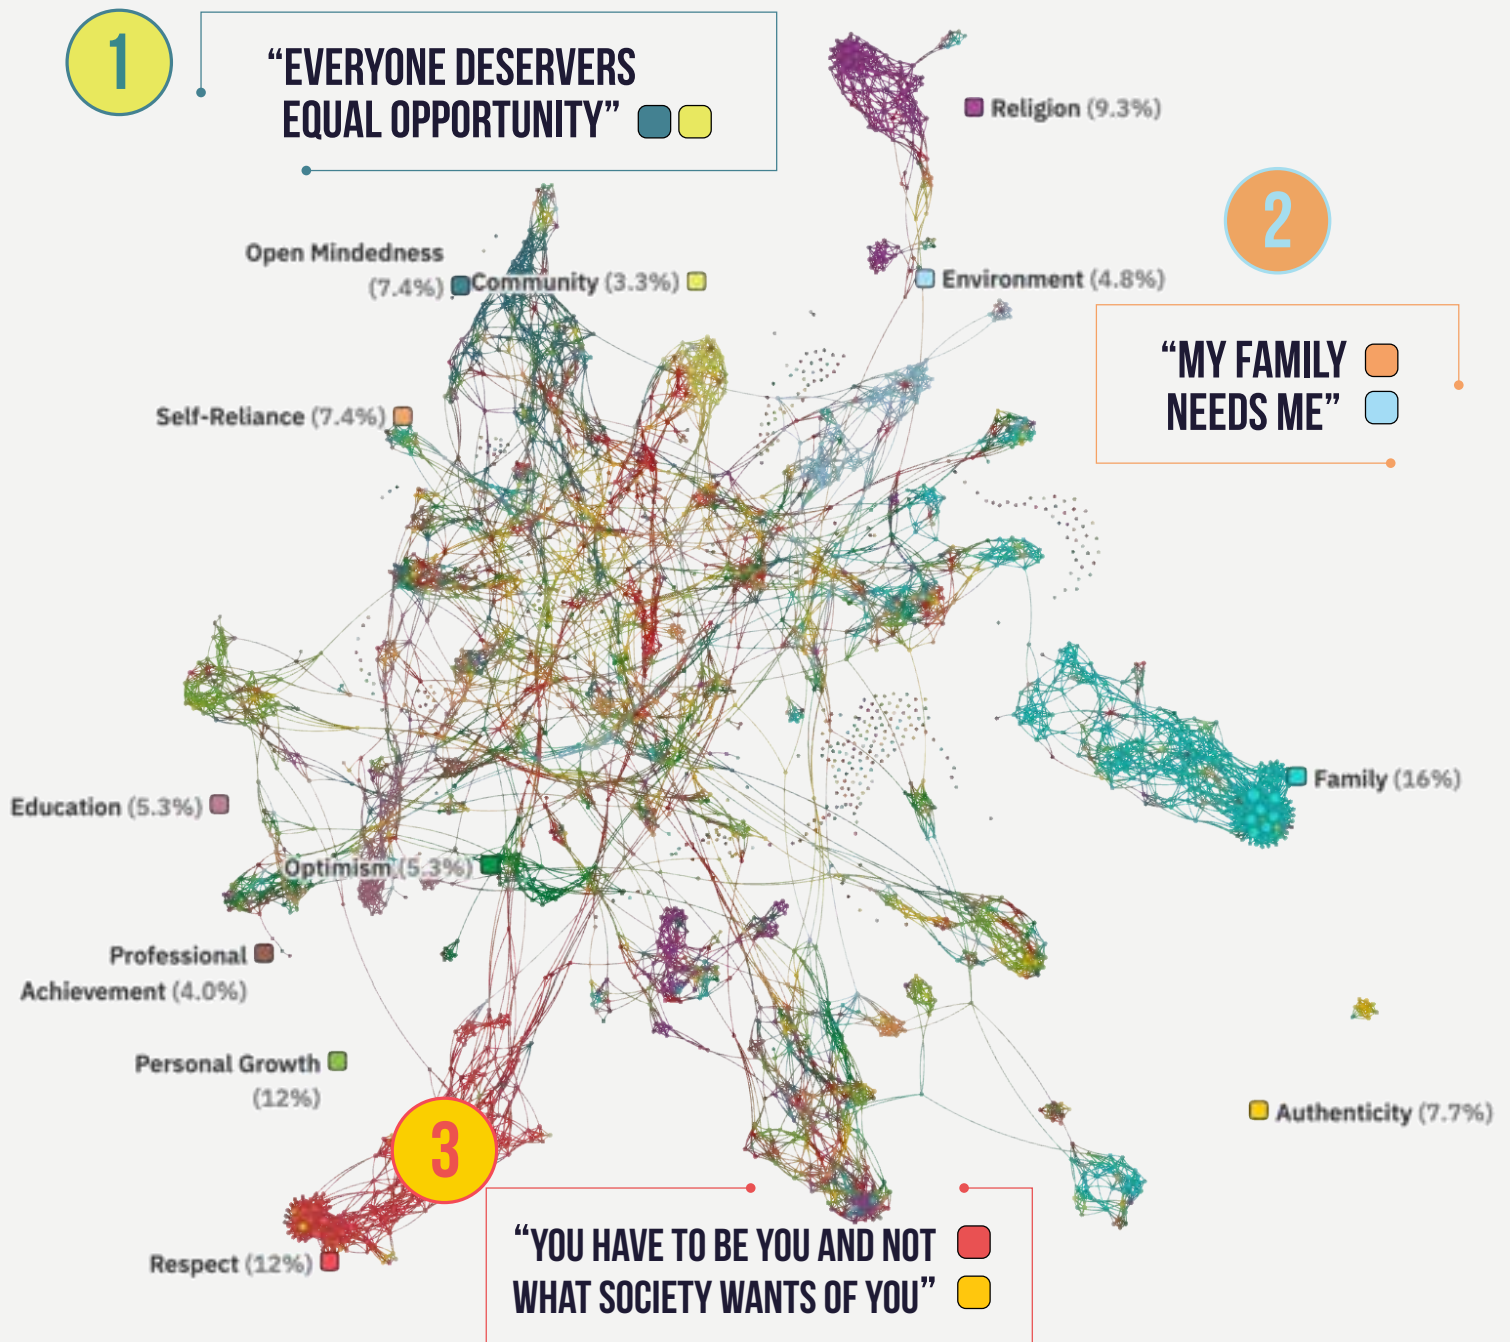 1
“EVERYONE DESERVERS
EQUAL OPPORTUNITY”
Religion (9.3%)
2
Open Mindedness
(7.4%)
Community (3.3%)
Environment (4.8%)
“MY FAMILY
NEEDS ME”
Self-Reliance (7.4%)
Family (16%)
Education (5.3%)
Optimism (5.3%)
Professional
Achievement (4.0%)
Personal Growth
(12%)
Authenticity (7.7%)
3
Respect (12%)
“YOU HAVE TO BE YOU AND NOT
WHAT SOCIETY WANTS OF YOU”